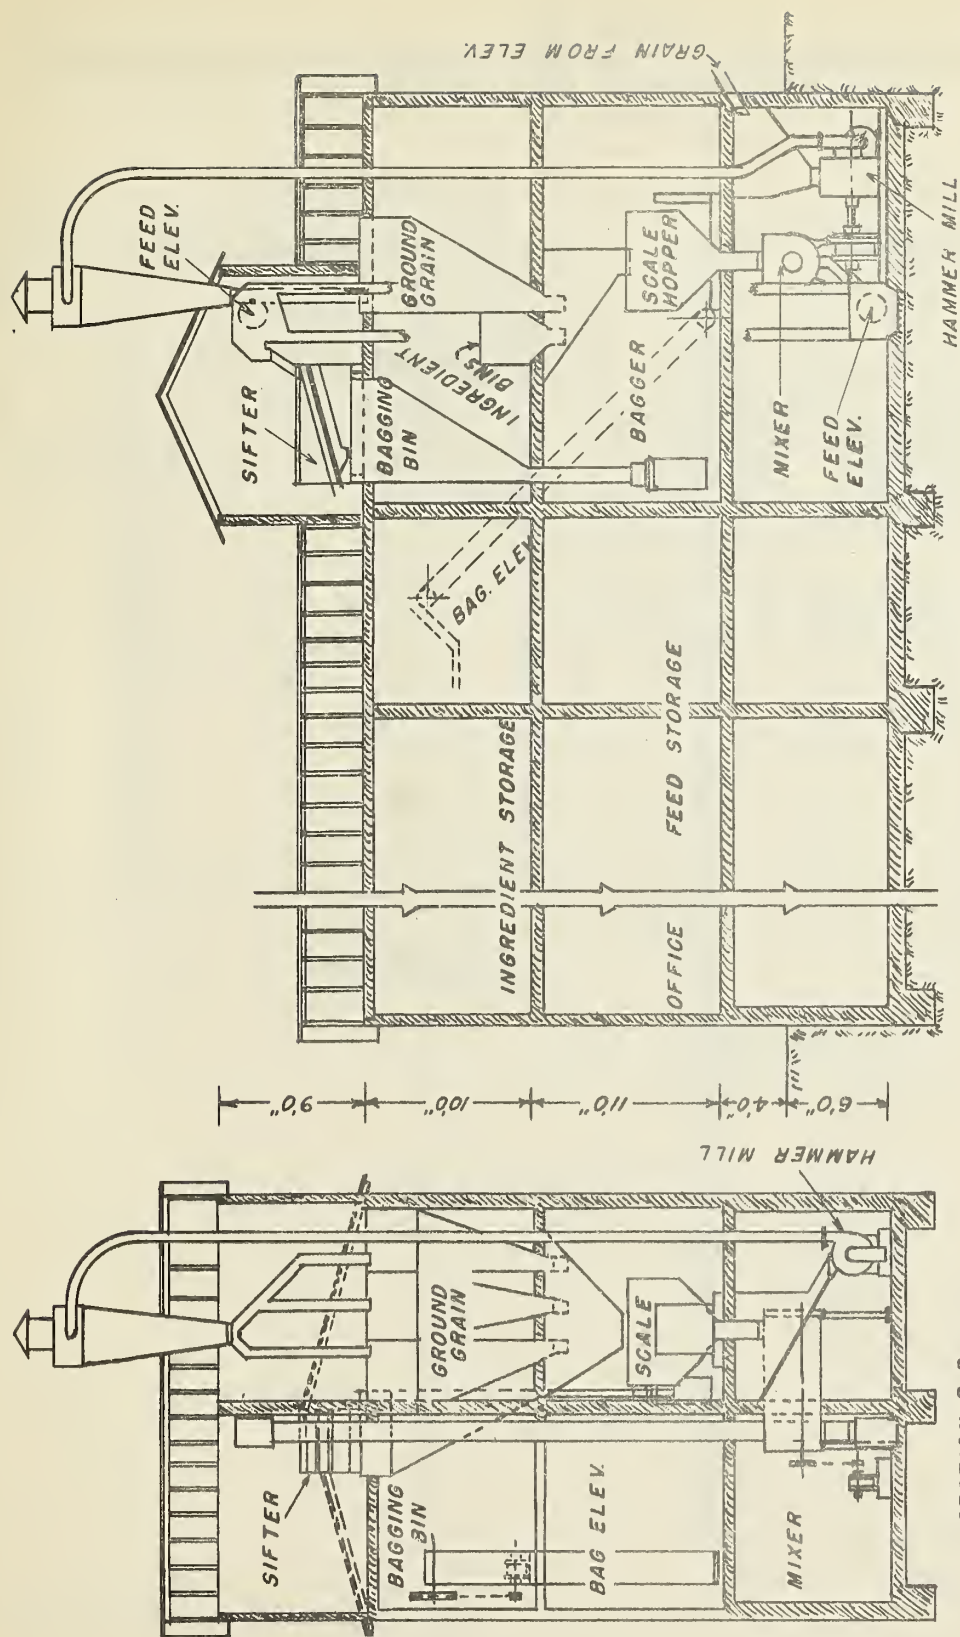 GRAIN FROM ELEV.
FEED
ELEV.
SIFTER
GROUND
GRAIN
INGREDIENT
BINS
BAGGING
BIN
SCALE
HOPPER
BAGGER
MIXER
FEED
ELEV.
HAMMER MILL
BAG. ELEV.
INGREDIENT STORAGE
FEED STORAGE
OFFICE
9'0"
10'0"
11'0"
4'0"
6'0"
HAMMER MILL
SIFTER
GROUND
GRAIN
SCALE
BAGGING
BIN
BAG ELEV.
MIXER